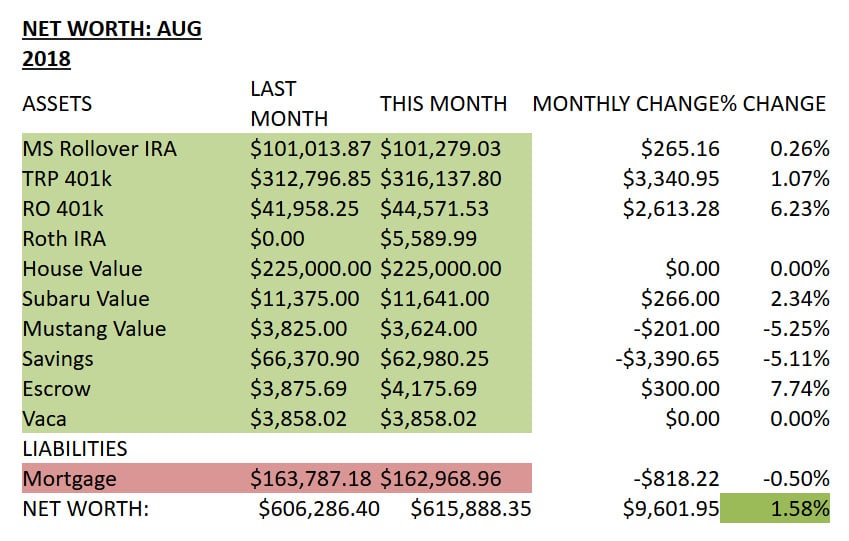 NET WORTH: AUG
2018
ASSETS LAST MONTH THIS MONTH MONTHLY CHANGE % CHANGE
MS Rollover IRA $101,013.87 $101,279.03 $265.16 0.26%
TRP 401k $312,796.85 $316,137.80 $3,340.95 1.07%
RO 401k $41,958.25 $44,571.53 $2,613.28 6.23%
Roth IRA $0.00 $5,589.99
House Value $225,000.00 $225,000.00 $0.00 0.00%
Subaru Value $11,375.00 $11,641.00 $266.00 2.34%
Mustang Value $3,825.00 $3,624.00 -$201.00 -5.25%
Savings $66,370.90 $62,980.25 -$3,390.65 -5.11%
Escrow $3,875.69 $4,175.69 $300.00 7.74%
Vaca $3,858.02 $3,858.02 $0.00 0.00%
LIABILITIES
Mortgage $163,787.18 $162,968.96 -$818.22 -0.50%
NET WORTH: $606,286.40 $615,888.35 $9,601.95 1.58%